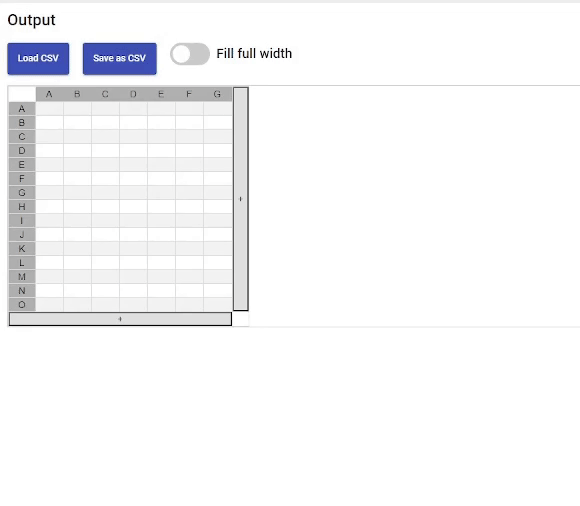 Output
Load CSV Save as CSV Fill full width
A B C D E F G
A
B
C
D
E
F
G
+
H
I
J
K
L
M
N
O
+